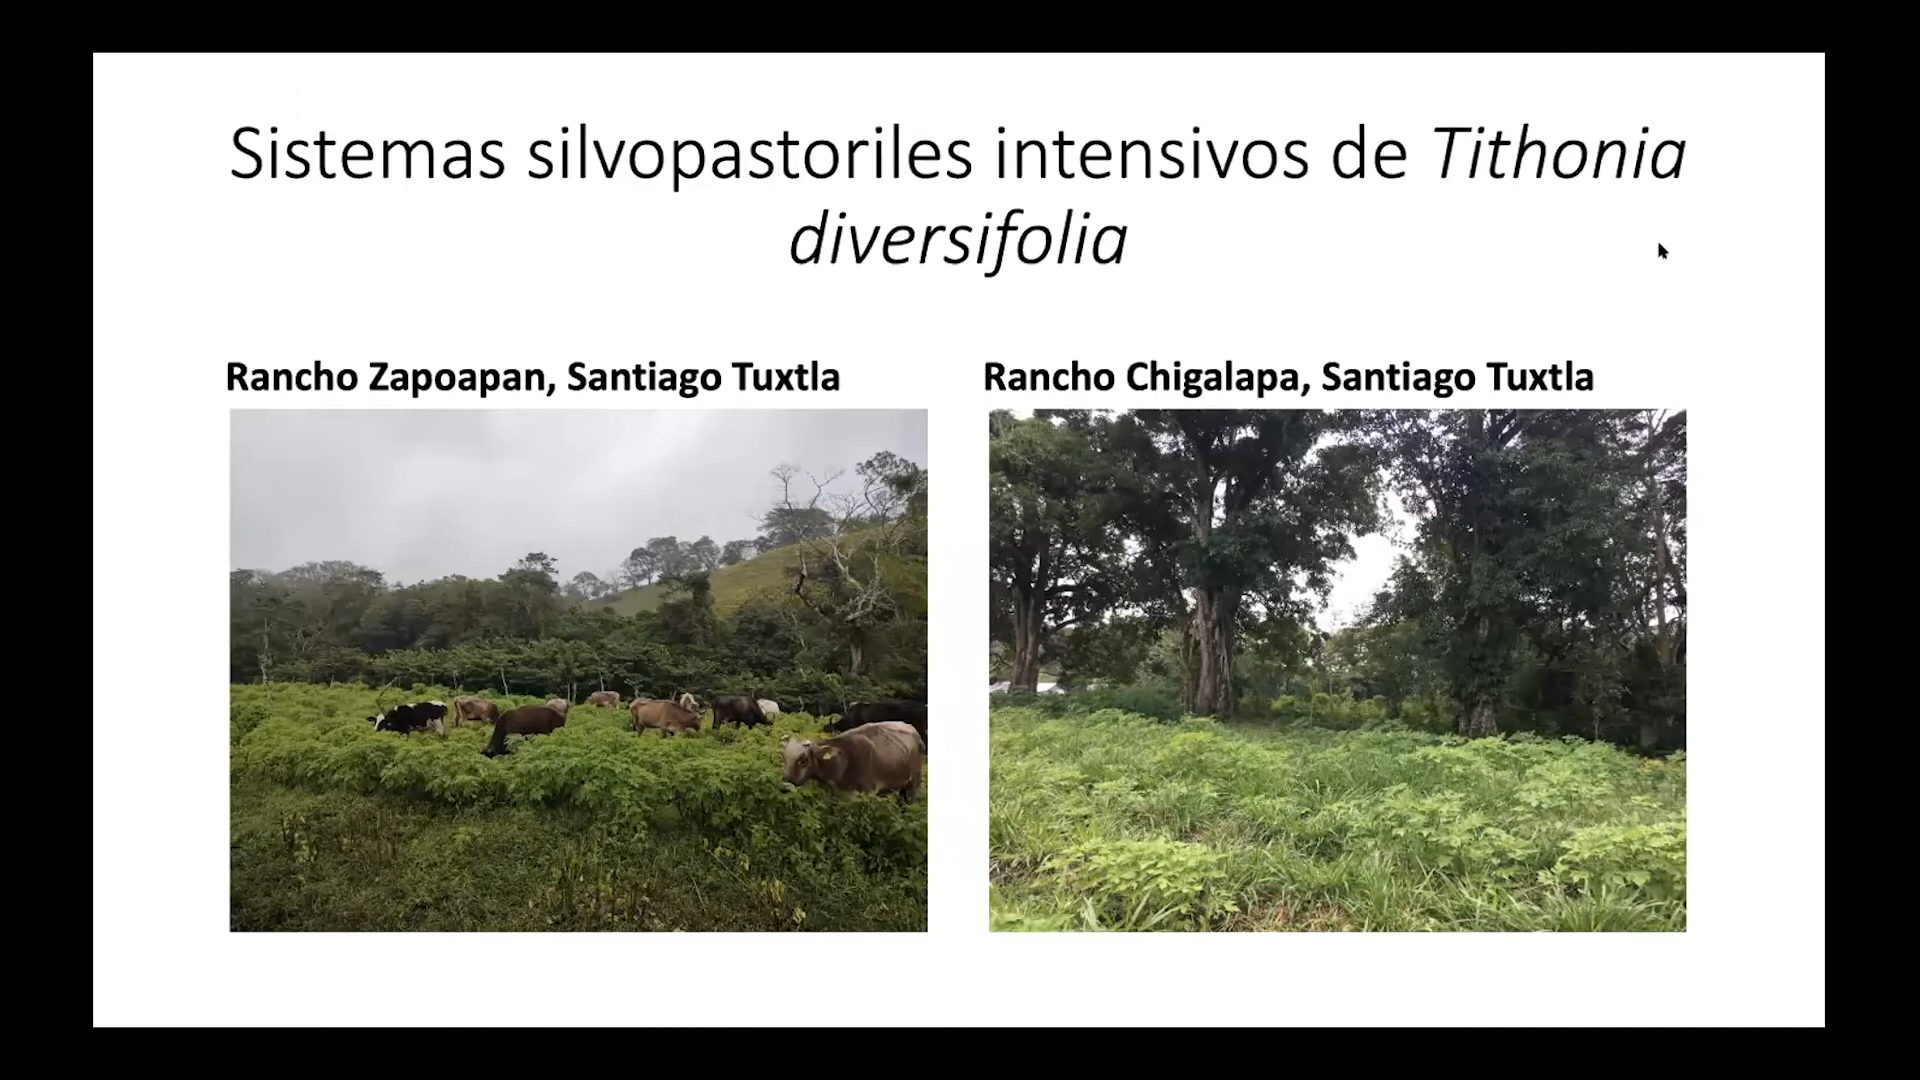 Sistemas silvopastoriles intensivos de Tithonia
diversifolia
Rancho Zapoapan, Santiago Tuxtla
Rancho Chigalapa, Santiago Tuxtla